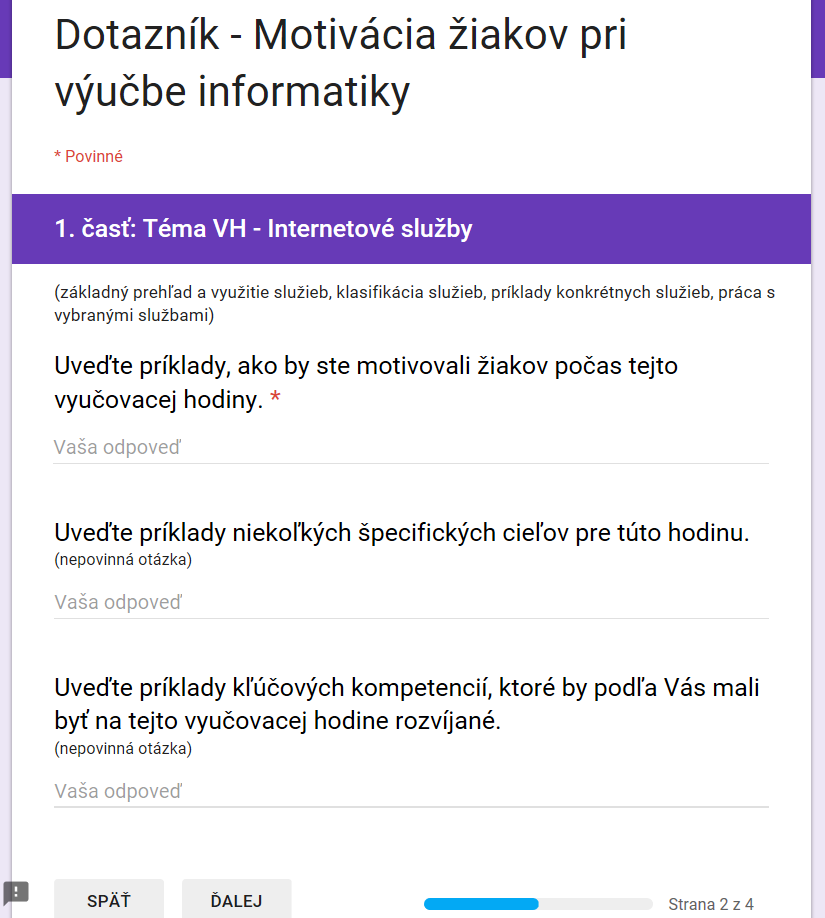 Dotazník - Motivácia žiakov pri
výučbe informatiky
* Povinné
1. časť: Téma VH - Internetové služby
(základný prehľad a využitie služieb, klasifikácia služieb, príklady konkrétnych služieb, práca s
vybranými službami)
Uveďte príklady, ako by ste motivovali žiakov počas tejto
vyučovacej hodiny. *
Vaša odpoveď
Uveďte príklady niekoľkých špecifických cieľov pre túto hodinu.
(nepovinná otázka)
Vaša odpoveď
Uveďte príklady kľúčových kompetencií, ktoré by podľa Vás mali
byť na tejto vyučovacej hodine rozvíjané.
(nepovinná otázka)
Vaša odpoveď
SPÄŤ ĎALEJ Strana 2 z 4